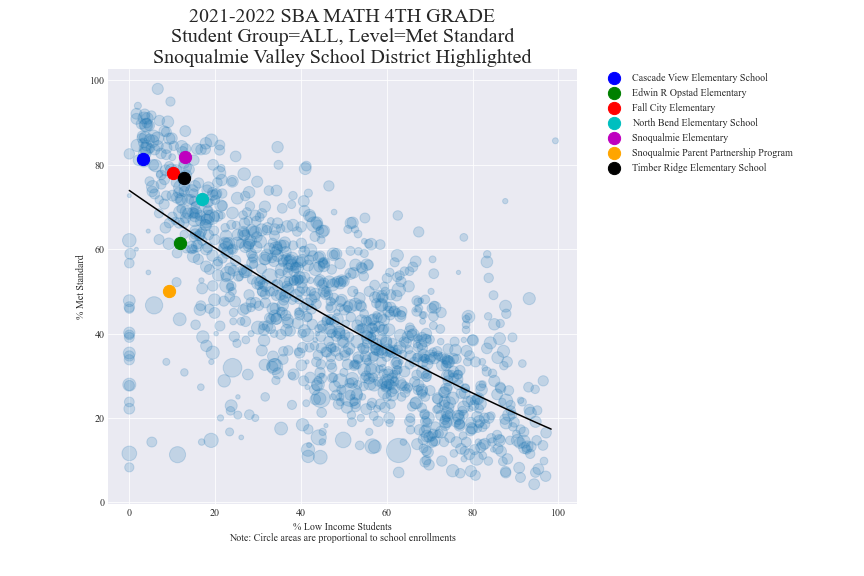 2021-2022 SBA MATH 4TH GRADE
Student Group=ALL, Level=Met Standard
Snoqualmie Valley School District Highlighted
100
80
60
40
20
0
% Met Standard
0 20 40 60 80 100
% Low Income Students
Note: Circle areas are proportional to school enrollments
Cascade View Elementary School
Edwin R Opstad Elementary
Fall City Elementary
North Bend Elementary School
Snoqualmie Elementary
Snoqualmie Parent Partnership Program
Timber Ridge Elementary School